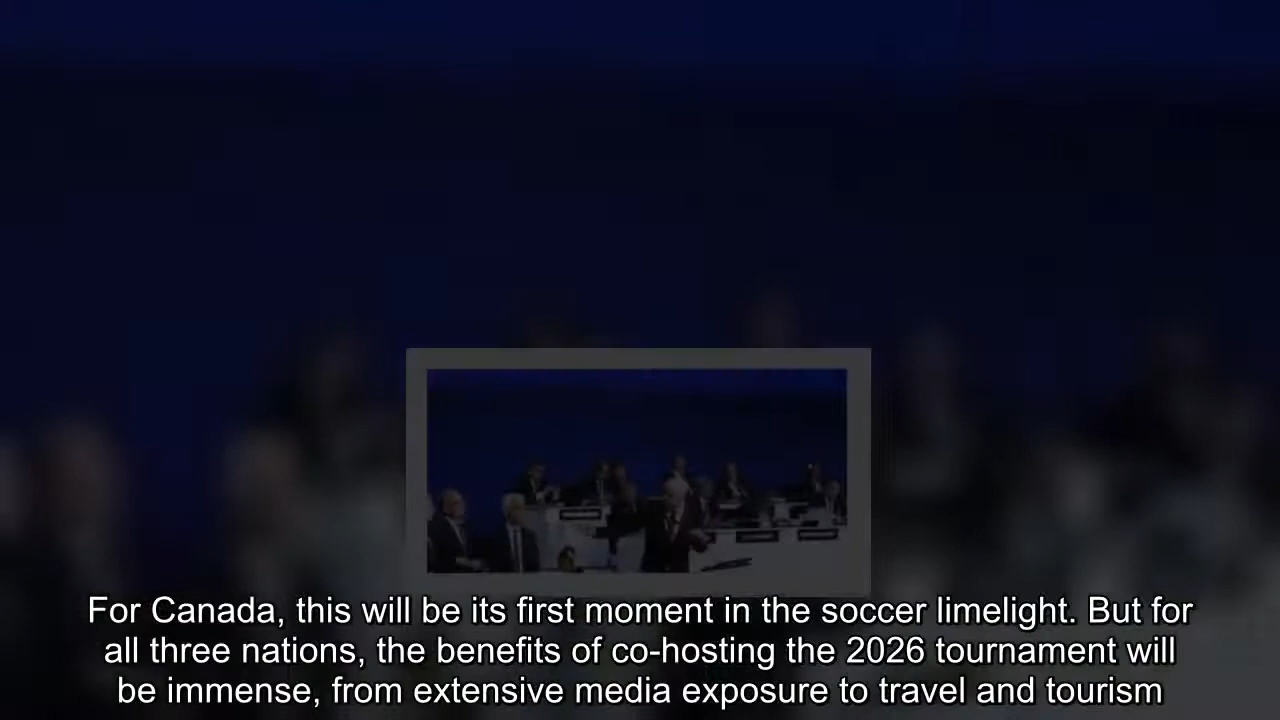 For Canada, this will be its first moment in the soccer limelight. But for
all three nations, the benefits of co-hosting the 2026 tournament will
be immense, from extensive media exposure to travel and tourism